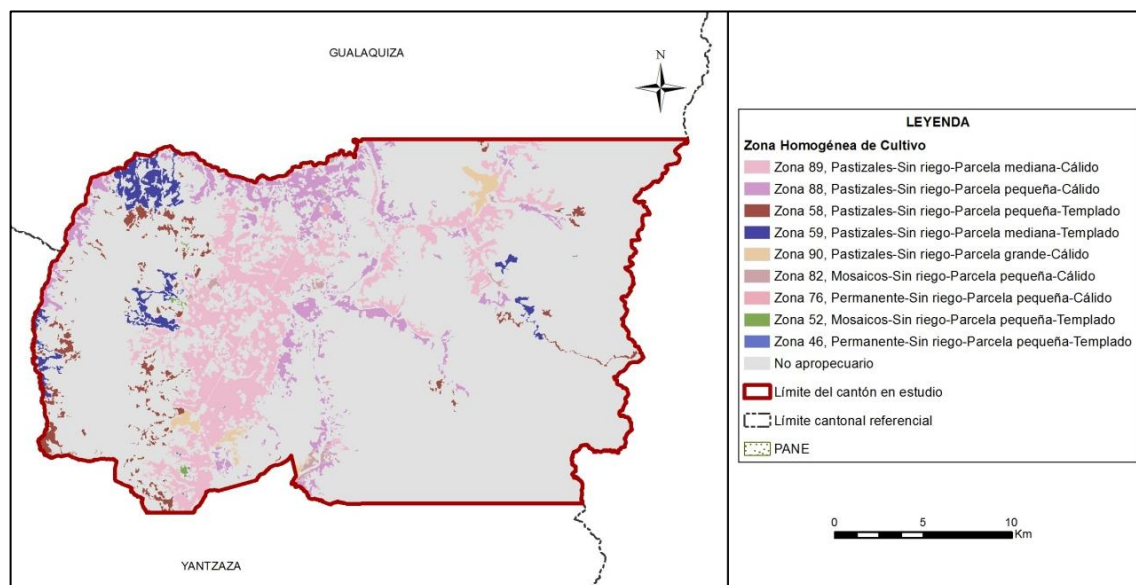 GUALAQUIZA
N
YANTZAZA
LEYENDA
Zona Homogénea de Cultivo
Zona 89, Pastizales-Sin riego-Parcela mediana-Cálido
Zona 88, Pastizales-Sin riego-Parcela pequeña-Cálido
Zona 58, Pastizales-Sin riego-Parcela pequeña-Templado
Zona 59, Pastizales-Sin riego-Parcela mediana-Templado
Zona 90, Pastizales-Sin riego-Parcela grande-Cálido
Zona 82, Mosaicos-Sin riego-Parcela pequeña-Cálido
Zona 76, Permanente-Sin riego-Parcela pequeña-Cálido
Zona 52, Mosaicos-Sin riego-Parcela pequeña-Templado
Zona 46, Permanente-Sin riego-Parcela pequeña-Templado
No apropecuario
Límite del cantón en estudio
Límite cantonal referencial
PANE
0 5 10
Km